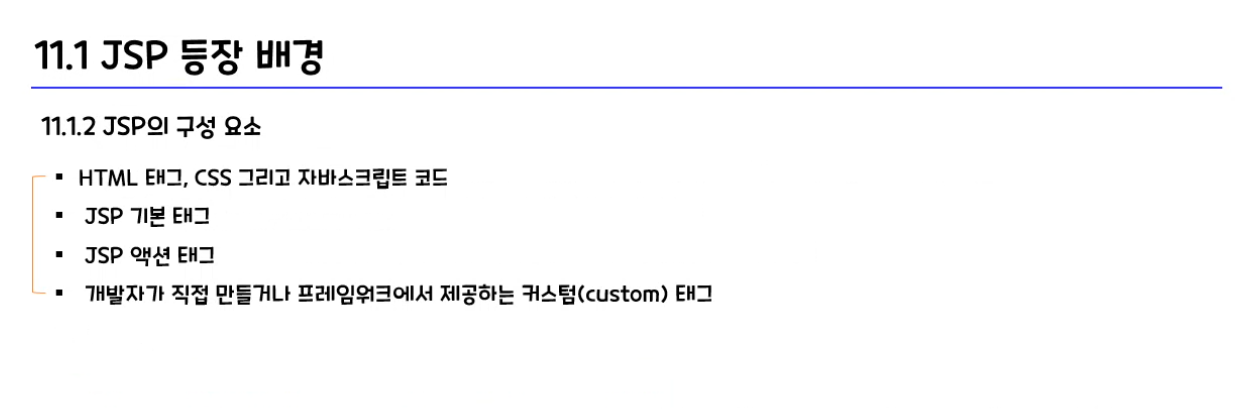 11.1 JSP 등장 배경
11.1.2 JSP의 구성 요소
▪ HTML 태그, CSS 그리고 자바스크립트 코드
▪ JSP 기본 태그
▪ JSP 액션 태그
▪ 개발자가 직접 만들거나 프레임워크에서 제공하는 커스텀(custom) 태그